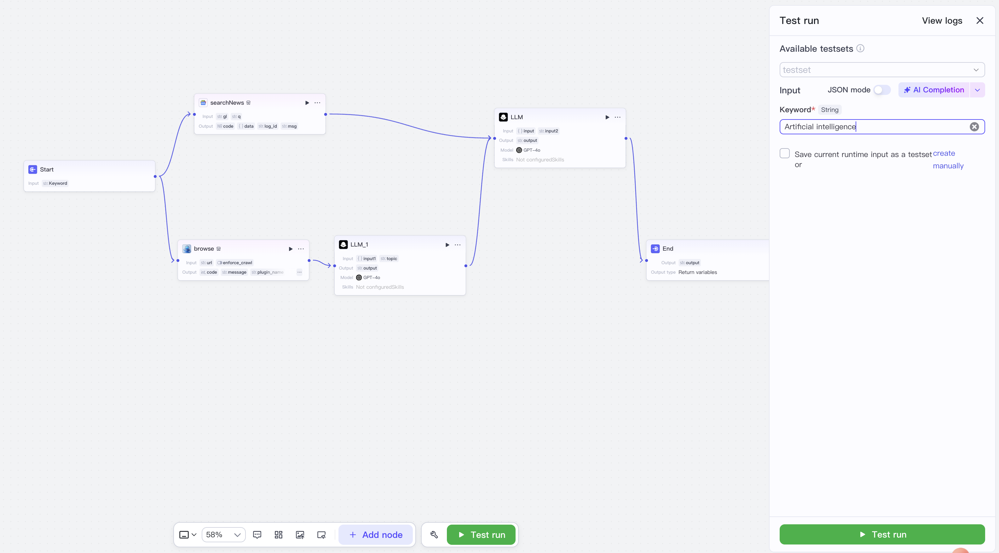 Start
Input str. Keyword
searchNews
Input str. gl str. q
Output № code { } data str. log_id str. msg
browse
Input str. url enforce_crawl
Output int. code str. message str. plugin_name ...
LLM_1
Input { } input1 str. topic
Output str. output
Model GPT-4o
Skills Not configuredSkills
LLM
Input { } input str. input2
Output str. output
Model GPT-4o
Skills Not configuredSkills
End
Output str. output
Output type Return variables
58%
+ Add node
Test run
Test run View logs
Available testsets
testset
Input JSON mode AI Completion
Keyword* String
Artificial intelligence
Save current runtime input as a testset create
or manually
Test run